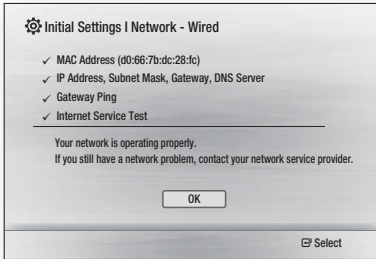 Initial Settings I Network - Wired
✓ MAC Address (d0:66:7b:dc:28:fc)
✓ IP Address, Subnet Mask, Gateway, DNS Server
✓ Gateway Ping
✓ Internet Service Test
Your network is operating properly.
If you still have a network problem, contact your network service provider.
OK
Select